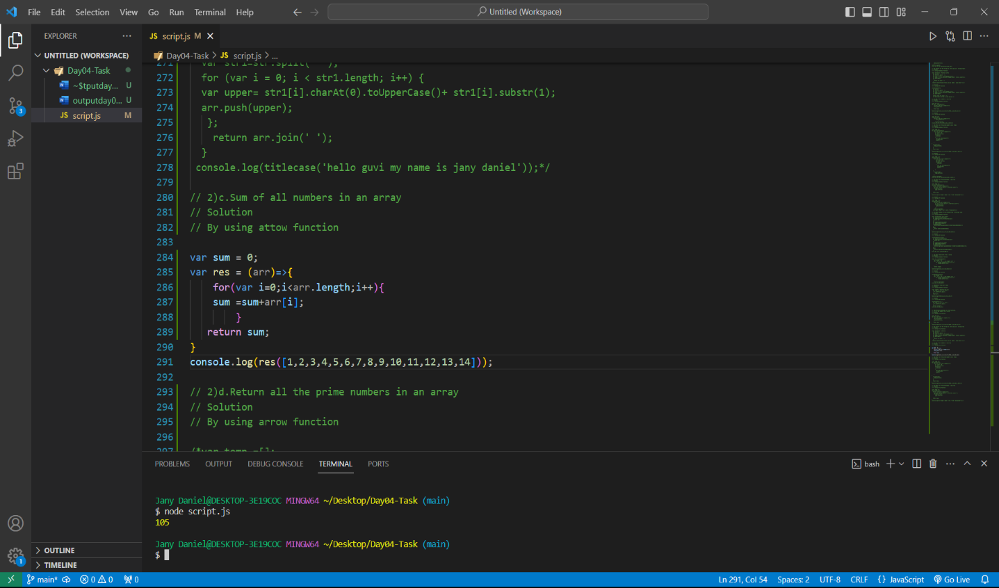 File Edit Selection View Go Run Terminal Help Untitled (Workspace)
EXPLORER
UNTITLED (WORKSPACE)
Day04-Task
~$tputday... U
outputday0... U
JS script.js M
3
1
OUTLINE
TIMELINE
JS script.js M
Day04-Task > JS script.js > ...
271 var str1=str.split(' ');
272 for (var i = 0; i < str1.length; i++) {
273 var upper= str1[i].charAt(0).toUpperCase()+ str1[i].substr(1);
274 arr.push(upper);
275 };
276 return arr.join(' ');
277 }
278 console.log(titlecase('hello guvi my name is jany daniel'));*/
279
280 // 2)c.Sum of all numbers in an array
281 // Solution
282 // By using attow function
283
284 var sum = 0;
285 var res = (arr)=>{
286 for(var i=0;i<arr.length;i++){
287 sum =sum+arr[i];
288 }
289 return sum;
290 }
291 console.log(res([1,2,3,4,5,6,7,8,9,10,11,12,13,14]));
292
293 // 2)d.Return all the prime numbers in an array
294 // Solution
295 // By using arrow function
296
297 /*var temp =[];
PROBLEMS OUTPUT DEBUG CONSOLE TERMINAL PORTS bash
Jany Daniel@DESKTOP-3E19COC MINGW64 ~/Desktop/Day04-Task (main)
$ node script.js
105
Jany Daniel@DESKTOP-3E19COC MINGW64 ~/Desktop/Day04-Task (main)
$
main* 0 0 0 Ln 291, Col 54 Spaces: 2 UTF-8 CRLF {} JavaScript Go Live